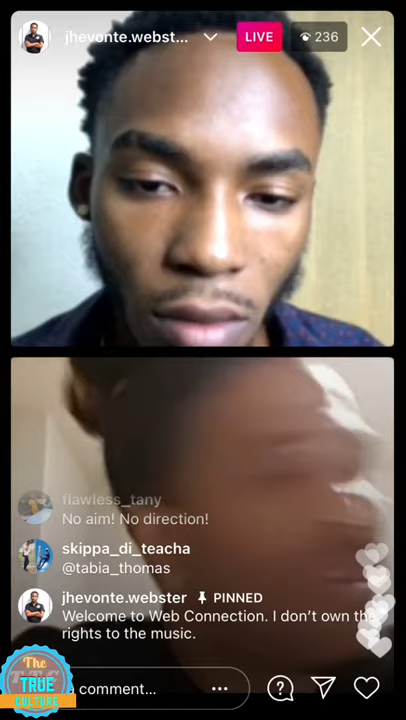 jhevonte.webst...
LIVE
236
flawless_tany
No aim! No direction!
skippa_di_teacha
@tabia_thomas
jhevonte.webster PINNED
Welcome to Web Connection. I don't own the
rights to the music.
The
TRUE
CULTURE
a comment...